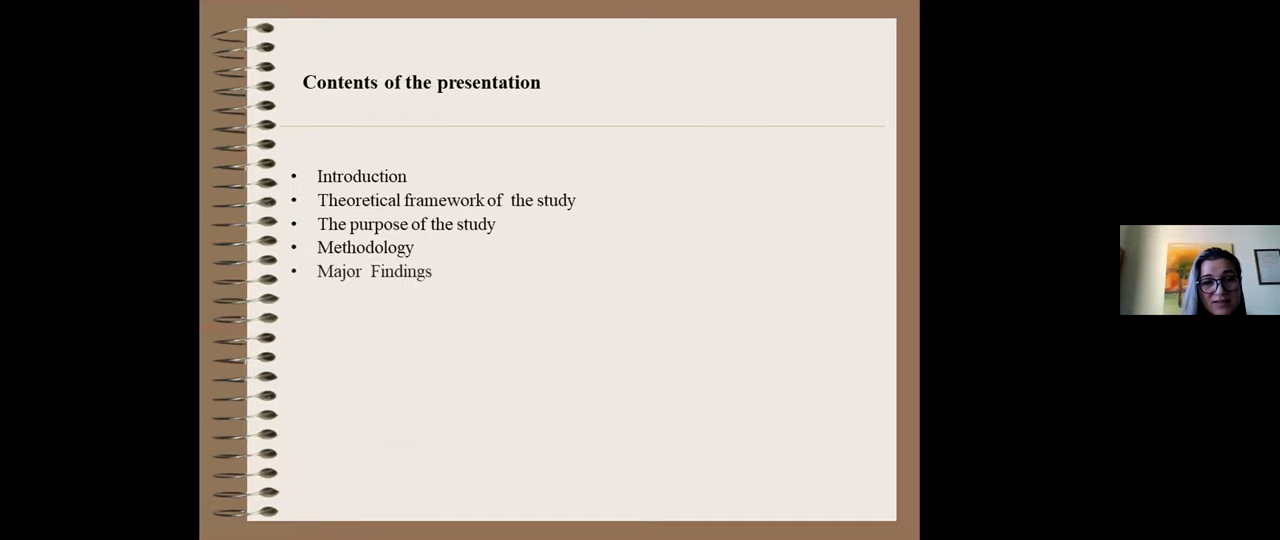 Contents of the presentation
• Introduction
• Theoretical framework of the study
• The purpose of the study
• Methodology
• Major Findings